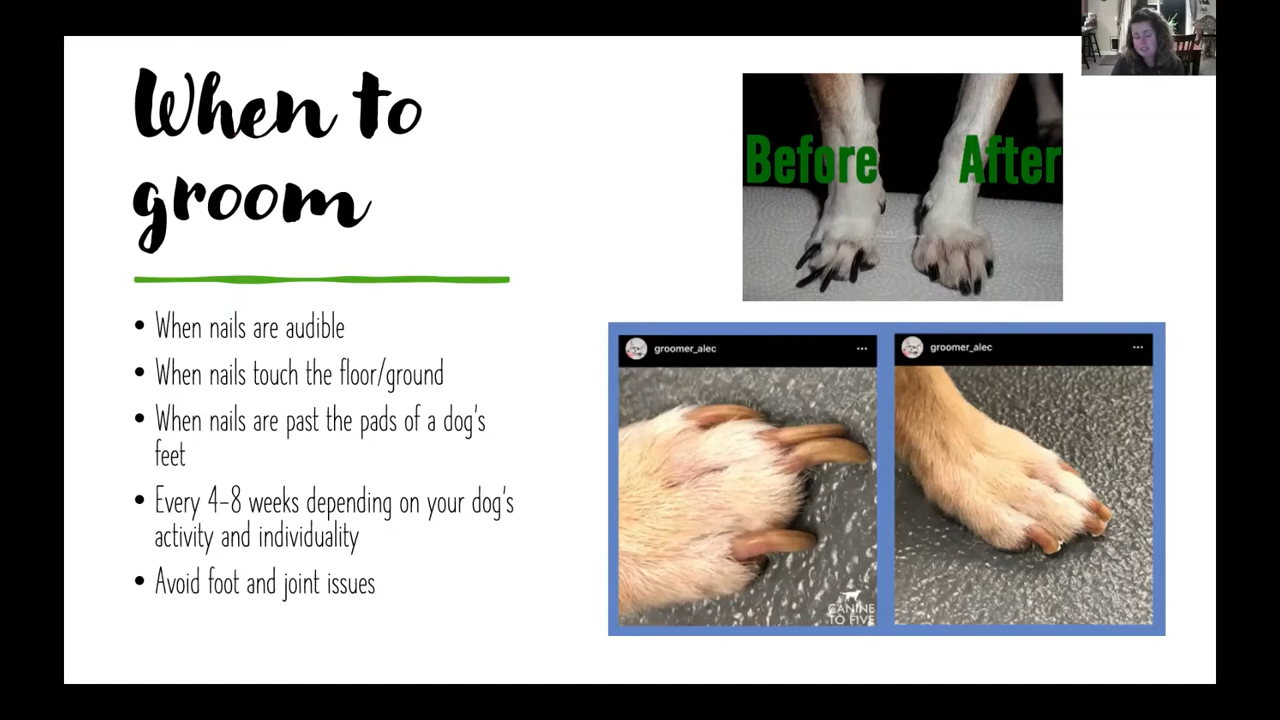 When to
groom
• When nails are audible
• When nails touch the floor/ground
• When nails are past the pads of a dog's
feet
• Every 4-8 weeks depending on your dog's
activity and individuality
• Avoid foot and joint issues
Before After
groomer_alec
groomer_alec
CANINE
TO FIVE